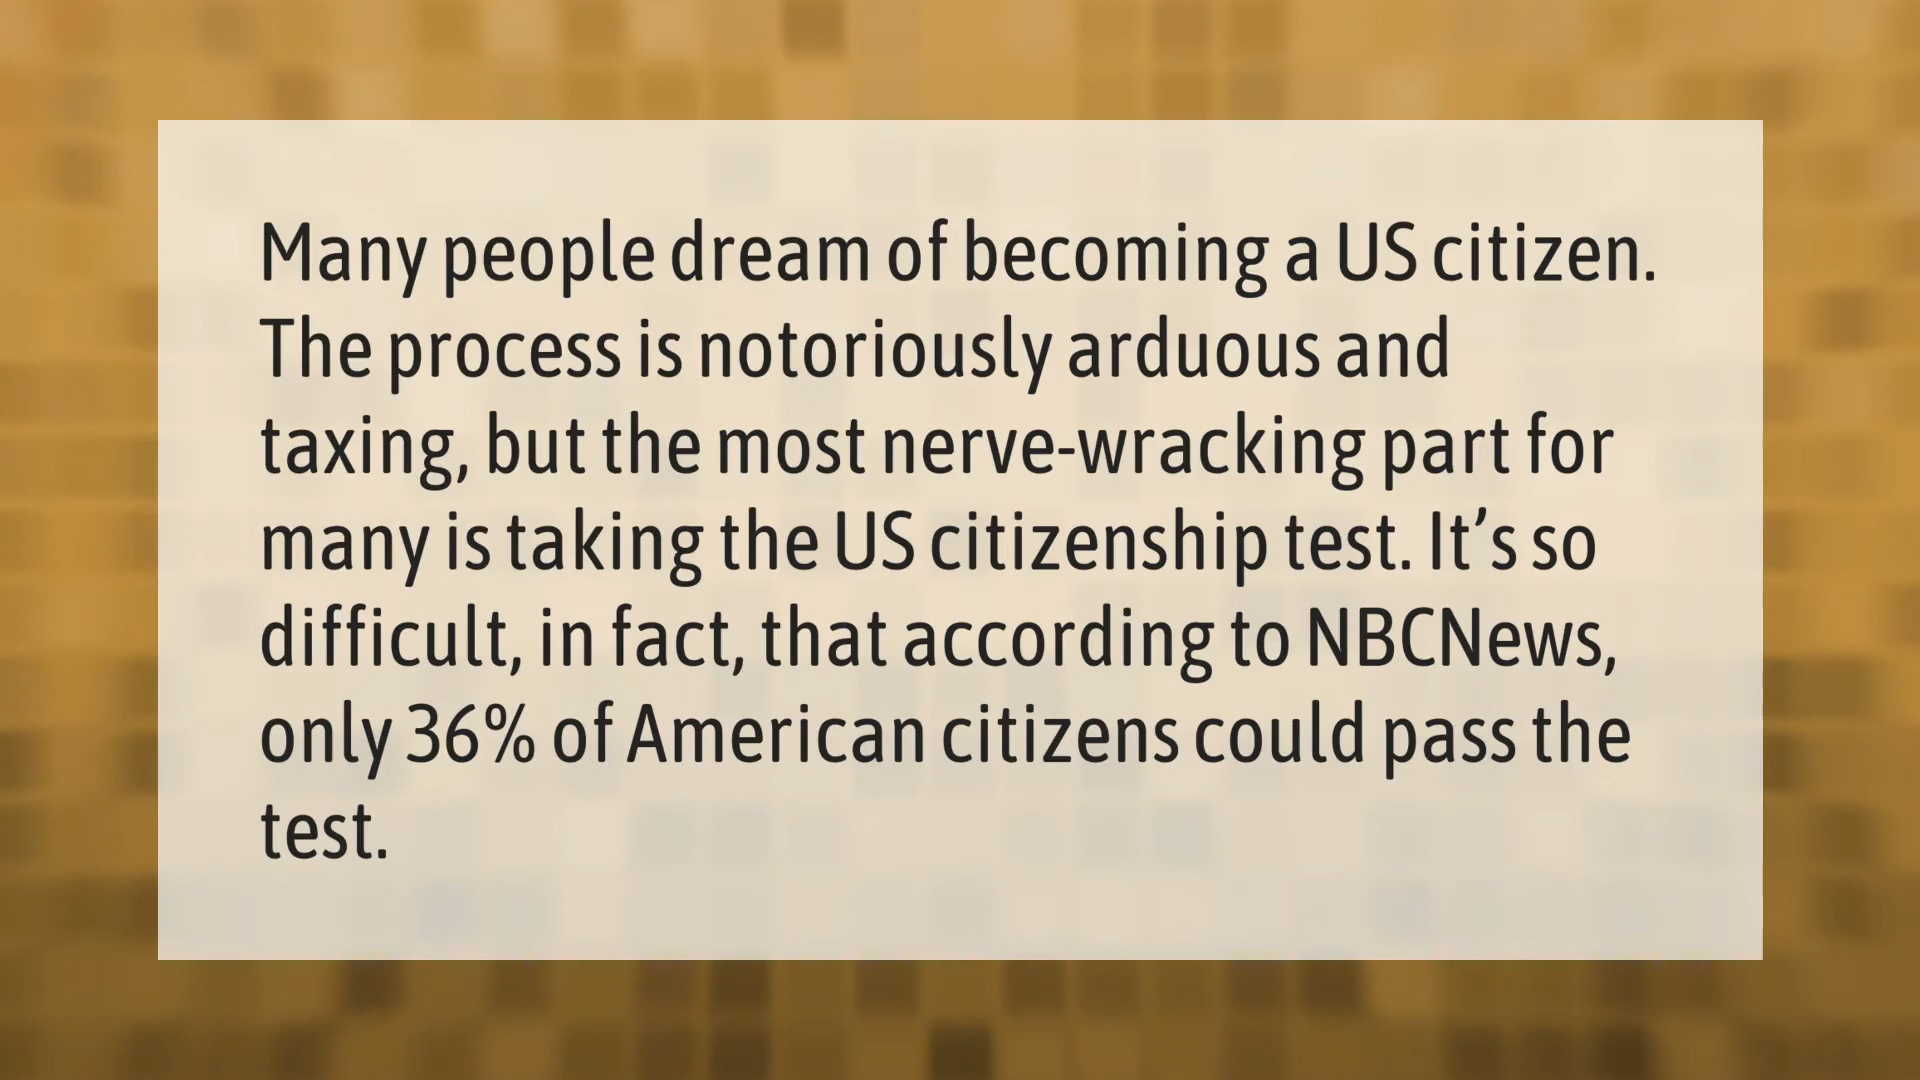 Many people dream of becoming a US citizen.
The process is notoriously arduous and
taxing, but the most nerve-wracking part for
many is taking the US citizenship test. It’s so
difficult, in fact, that according to NBCNews,
only 36% of American citizens could pass the
test.